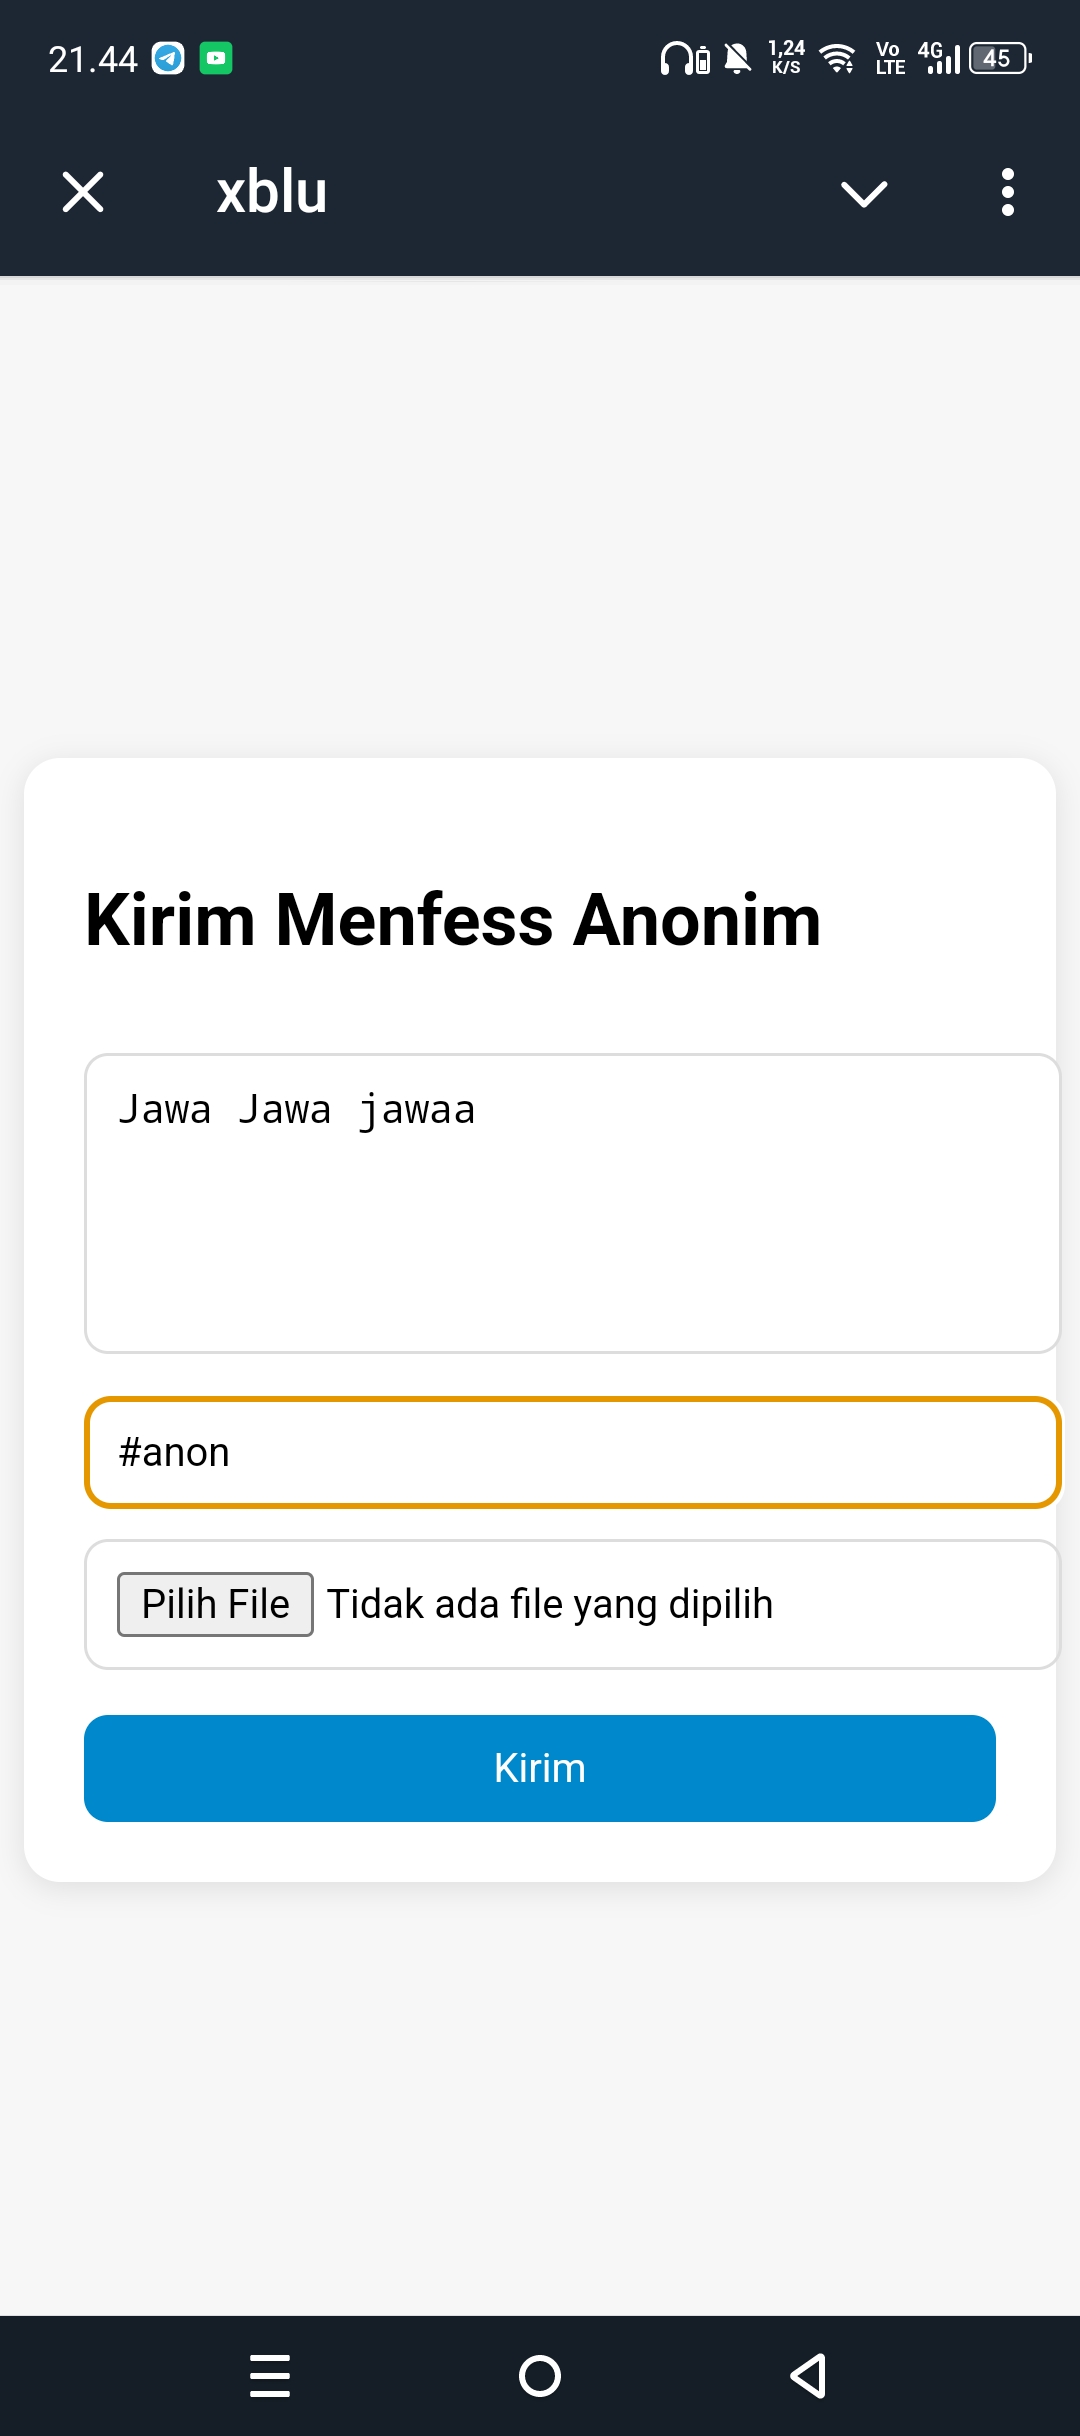 21.44
1,24
K/S
Vo
LTE
4G
45
xblu
Kirim Menfess Anonim
Jawa Jawa jawaa
#anon
Pilih File Tidak ada file yang dipilih
Kirim